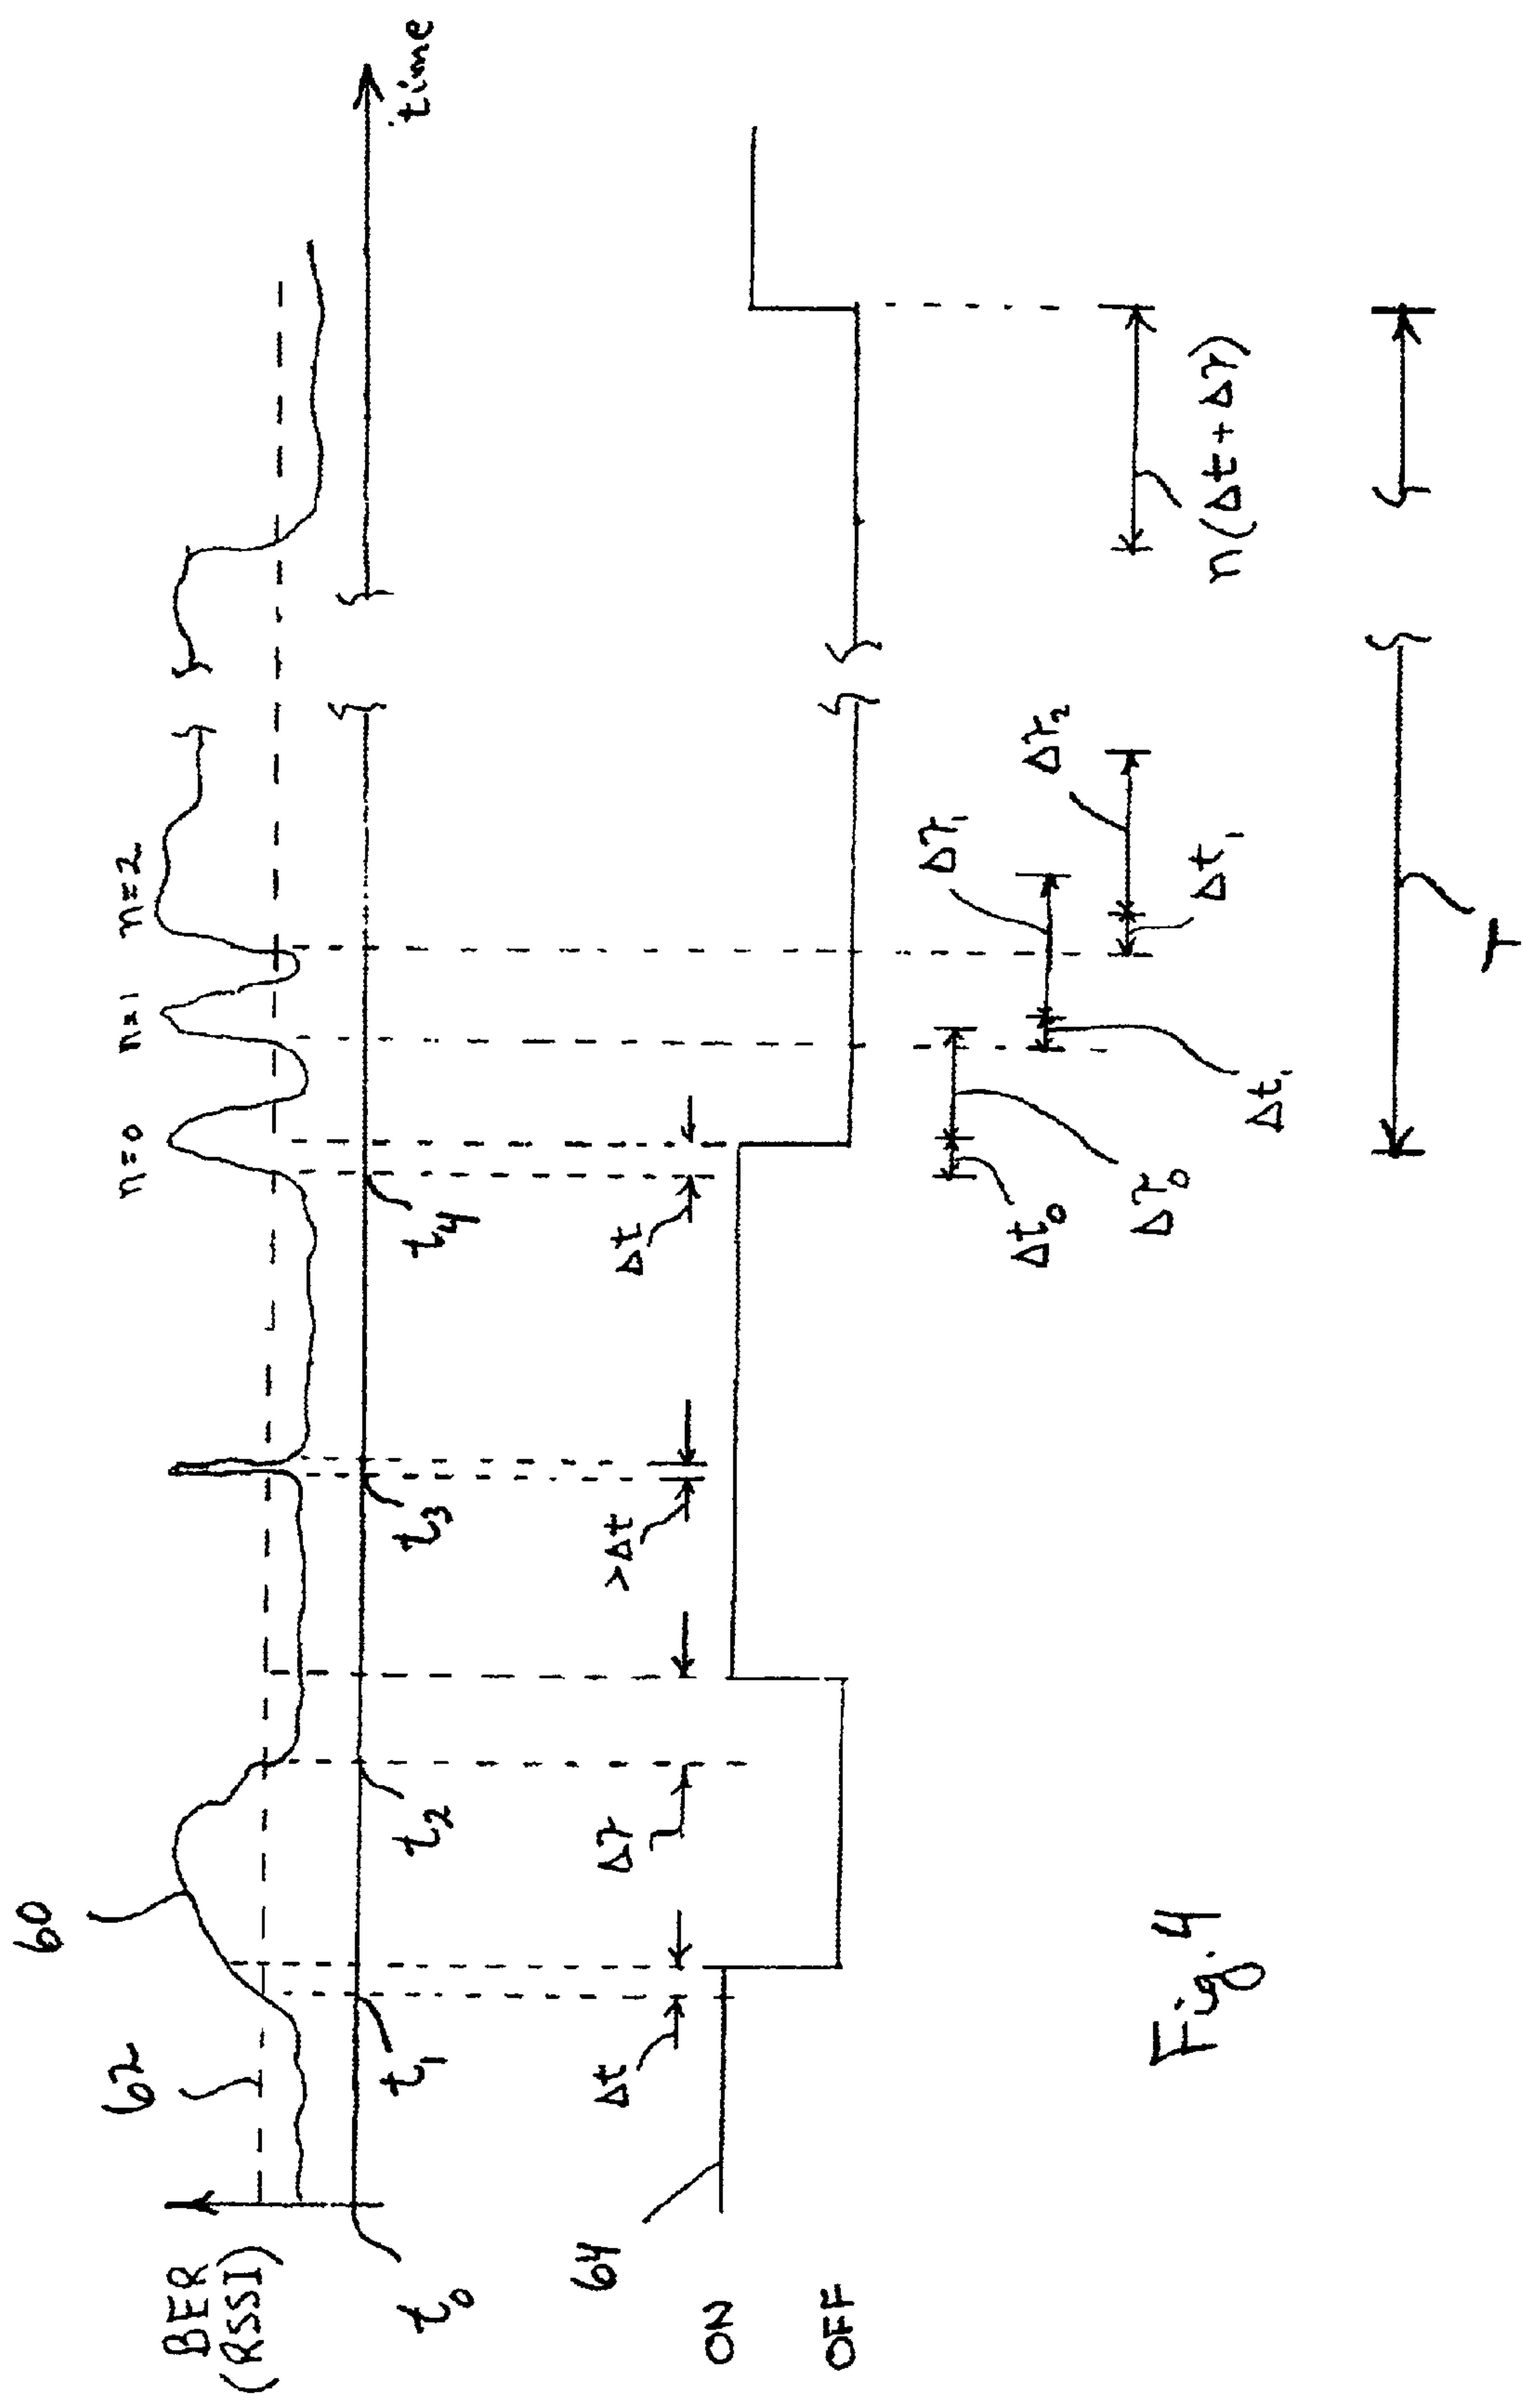 60
62
n=0
n=1
n=2
BER
(RSSI)
t0
t1
t2
t3
t4
time
64
Δt
Δτ
>Δt
Δt
ON
OFF
Δt0
Δτ0
Δt1
Δτ1
Δt1
Δτ2
n(Δt+Δτ)
T
Fig.4